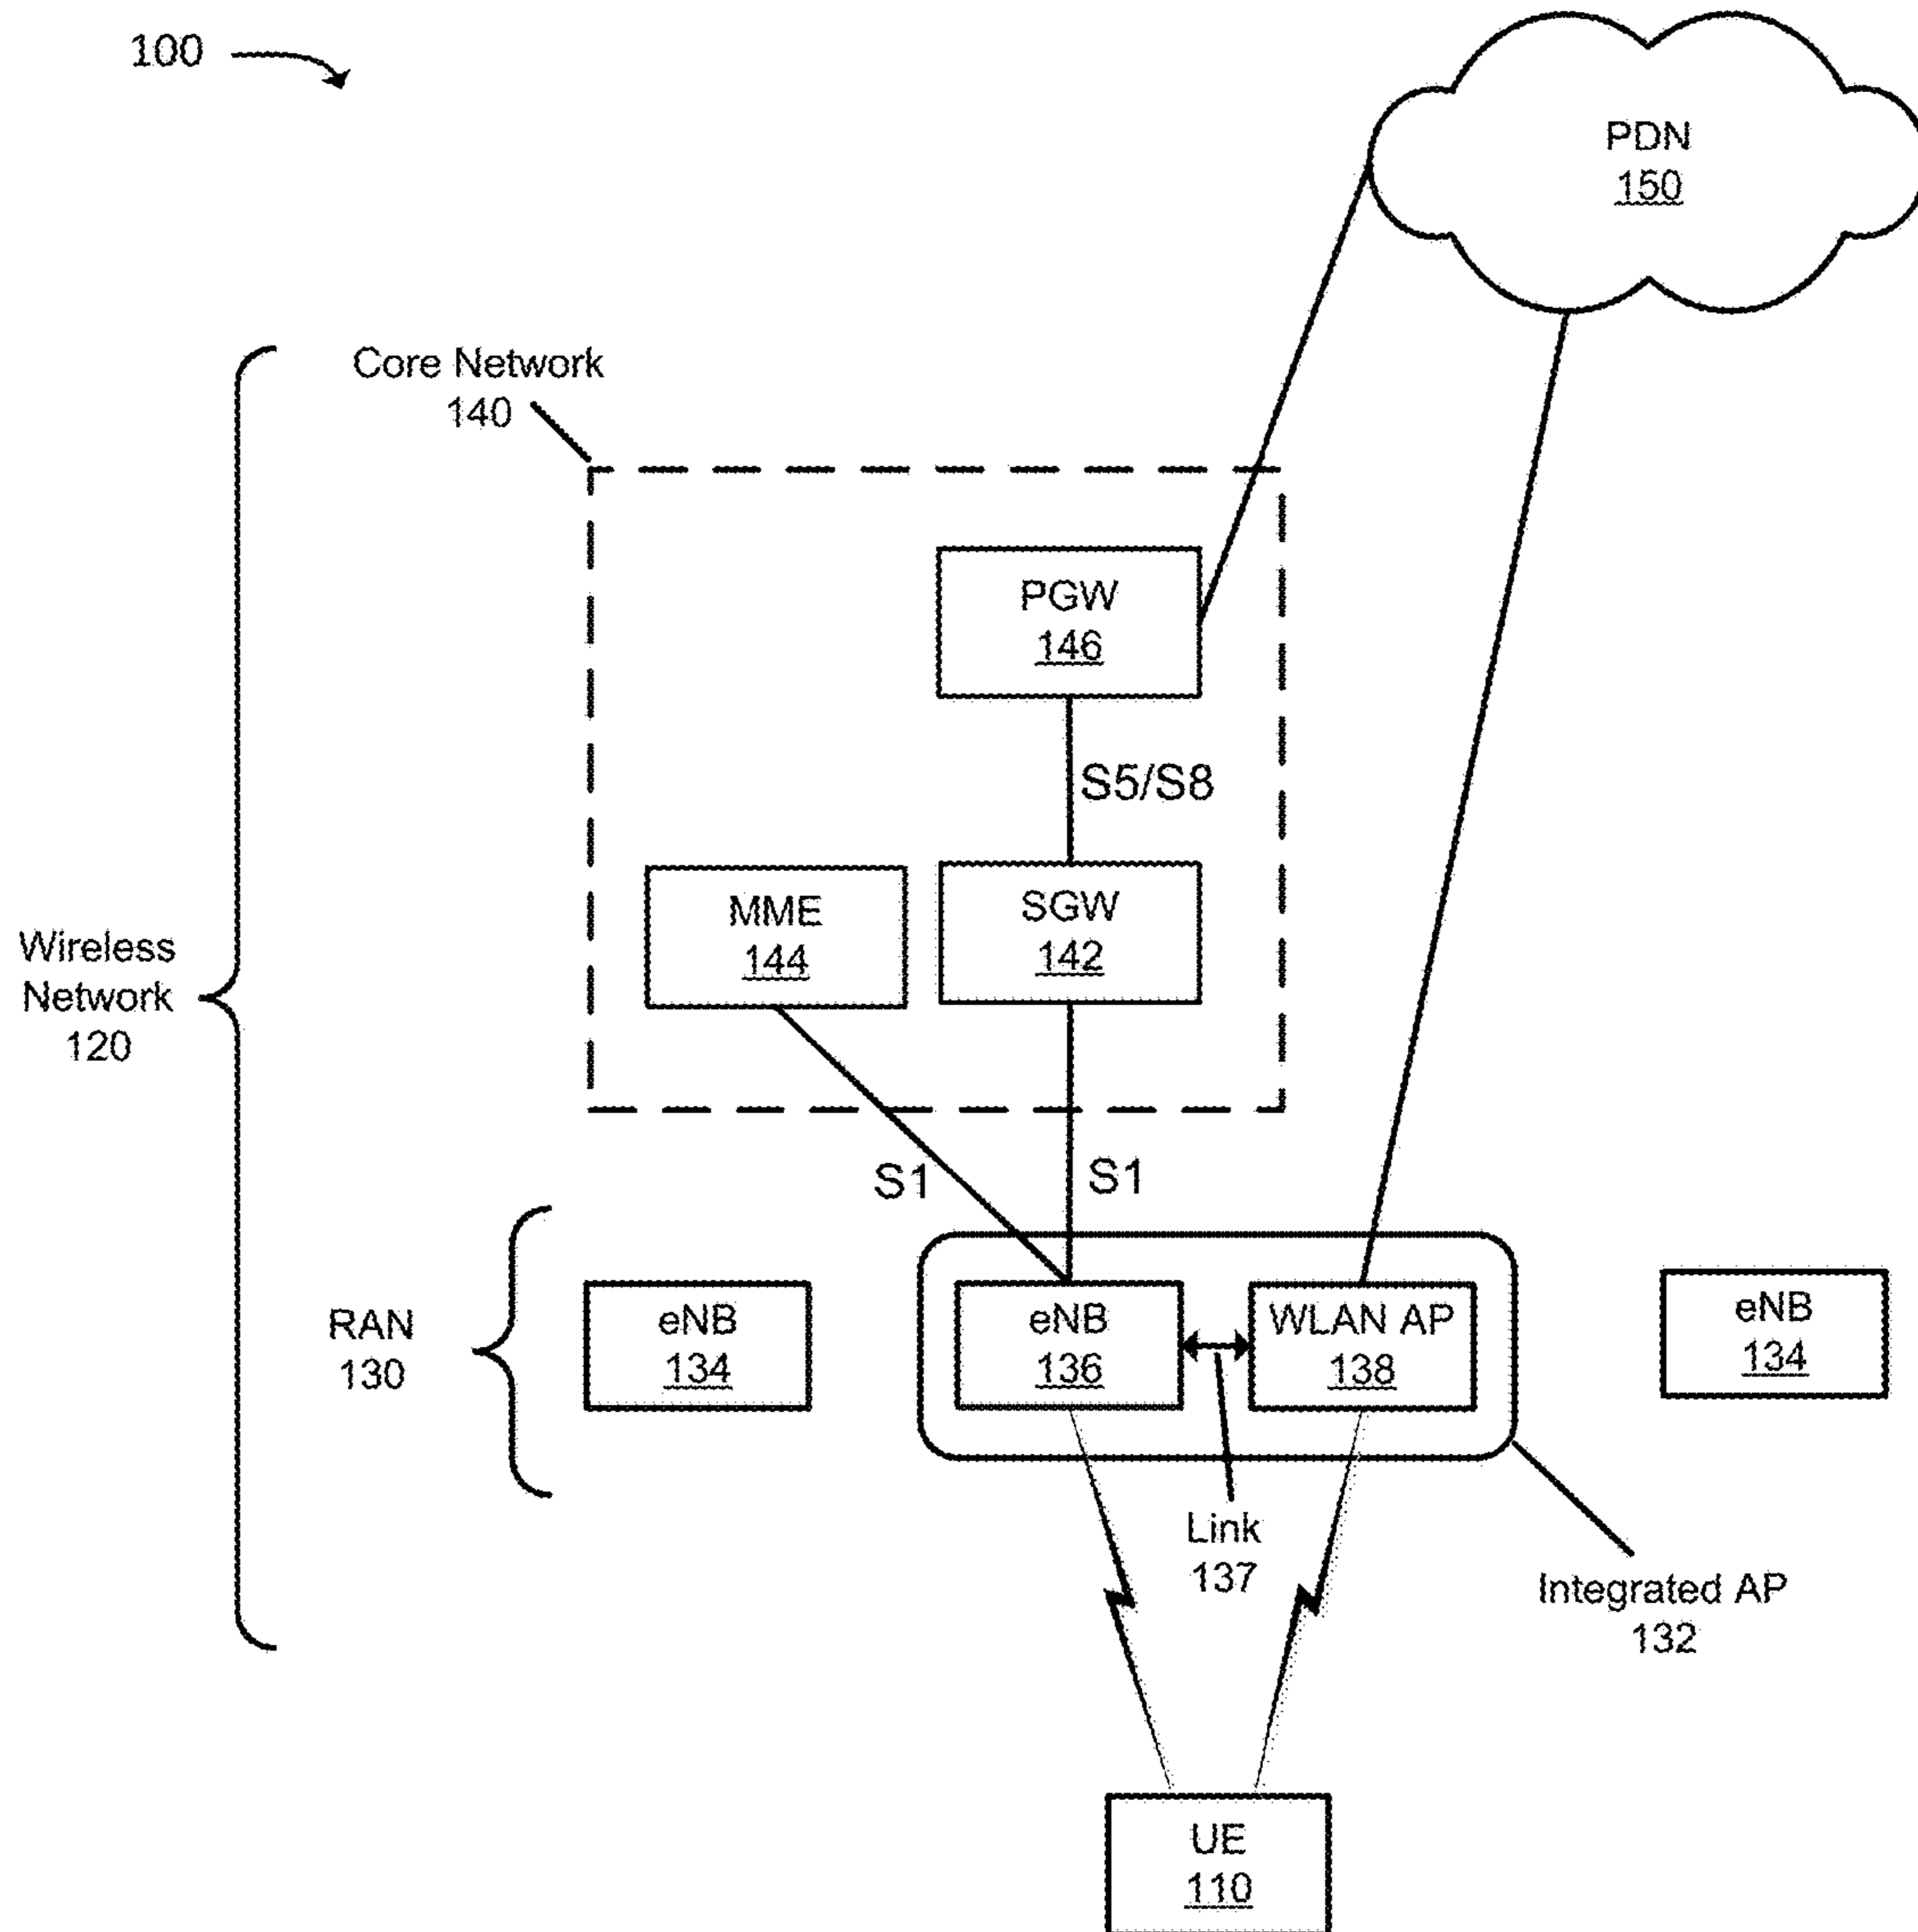 100
PDN
150
Core Network
140
PGW
146
S5/S8
MME
144
SGW
142
Wireless
Network
120
S1
S1
RAN
130
eNB
134
eNB
136
WLAN AP
138
eNB
134
Link
137
Integrated AP
132
UE
110